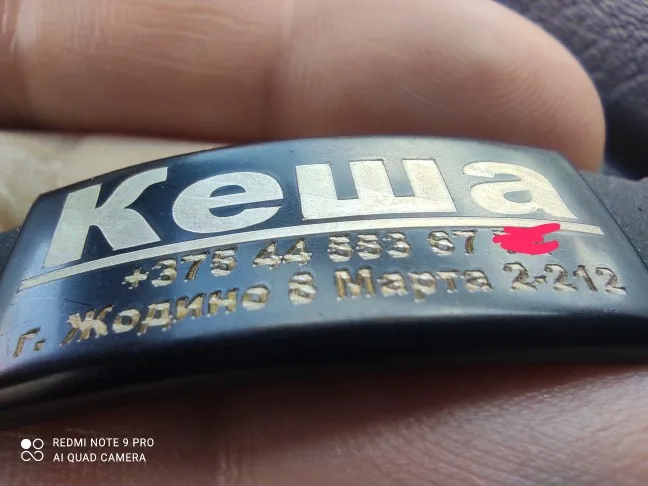 Кеша
+375 44 553 67
г. Жодино 8 Марта 2-212
REDMI NOTE 9 PRO
AI QUAD CAMERA